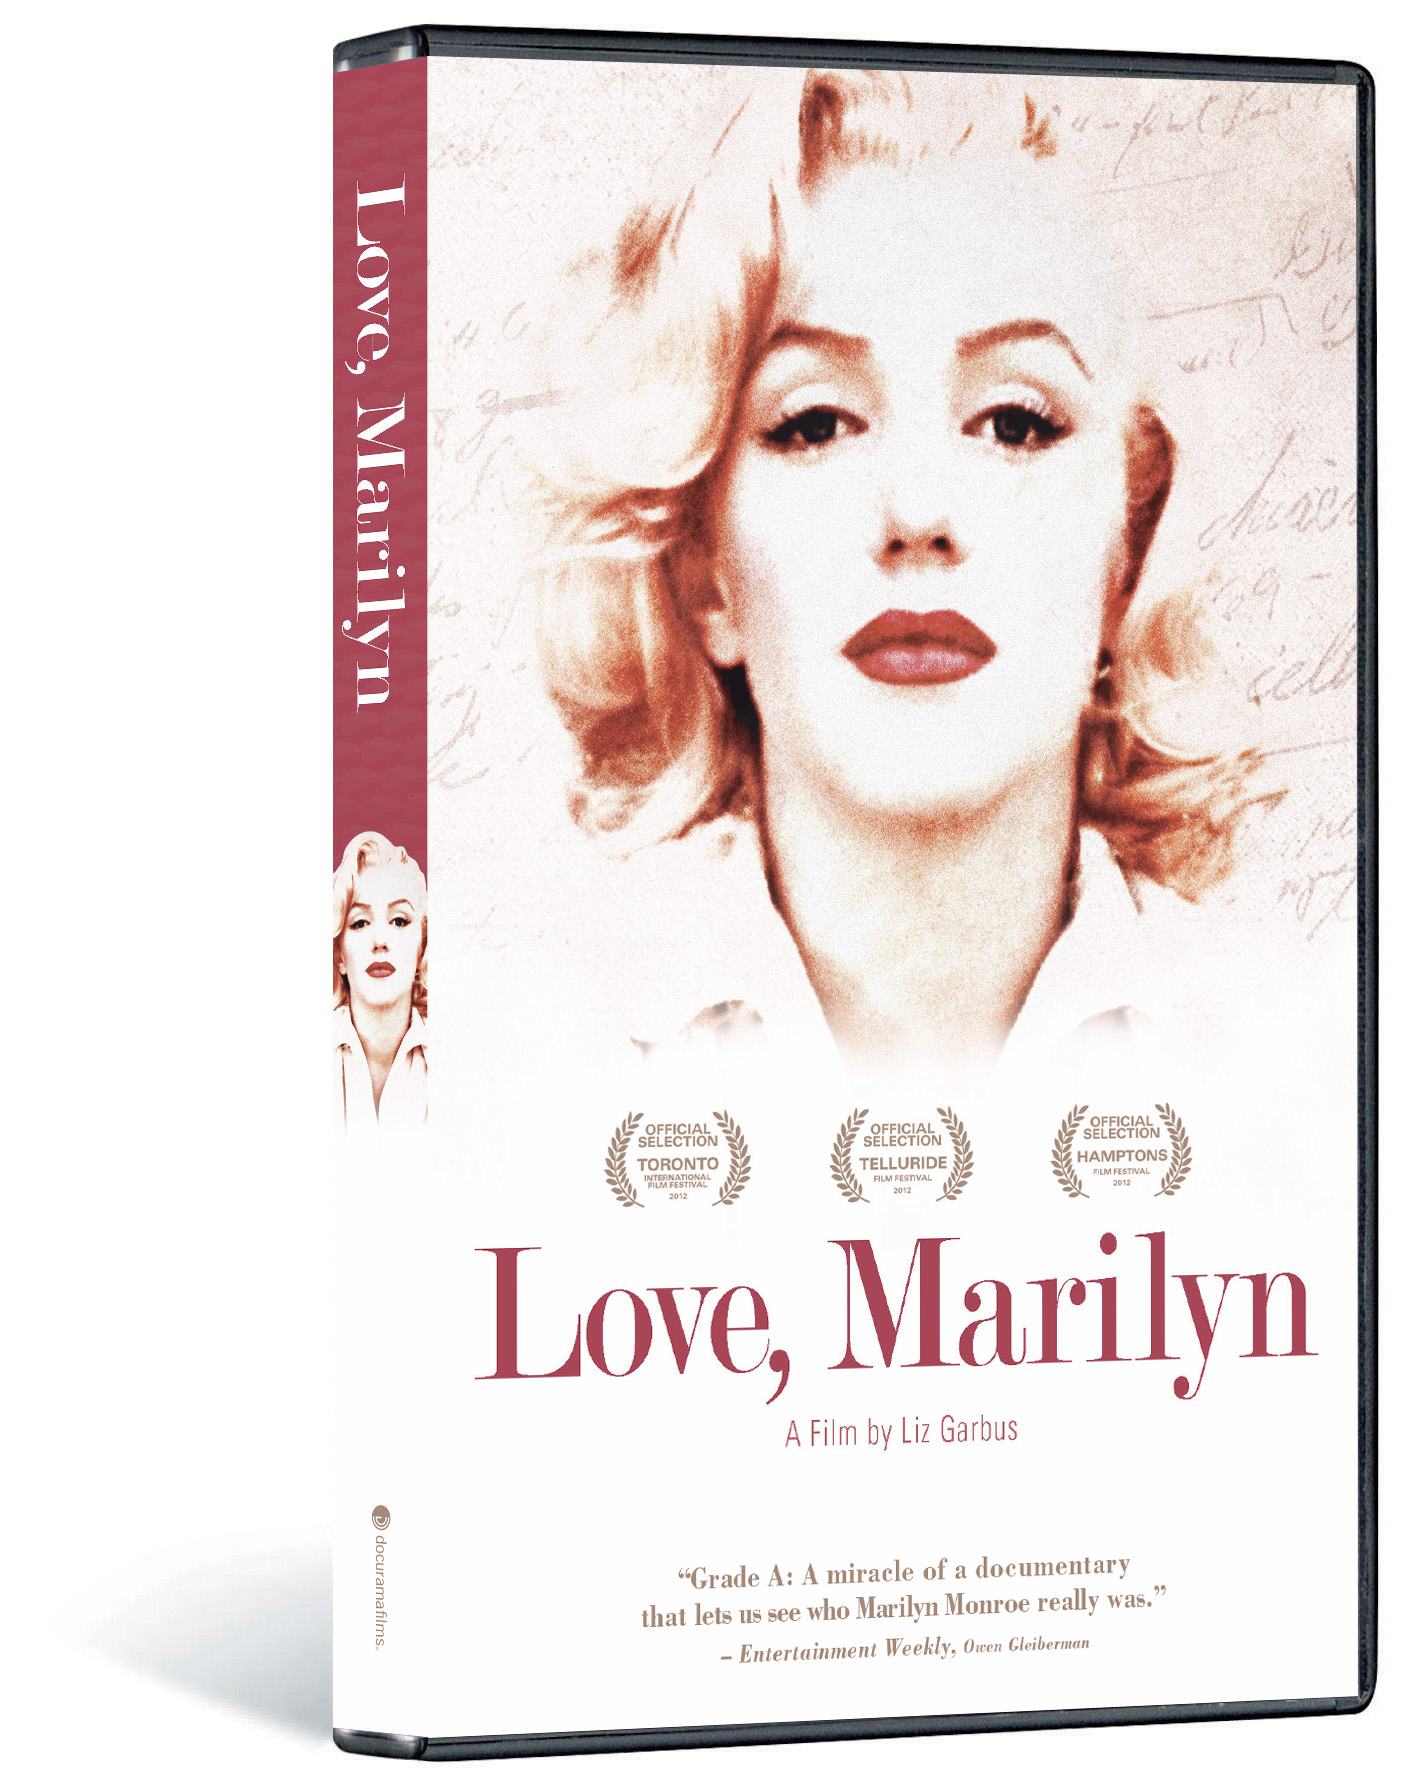 Love, Marilyn
docuramafilms.
OFFICIAL
SELECTION
TORONTO
INTERNATIONAL
FILM FESTIVAL
2012
OFFICIAL
SELECTION
TELLURIDE
FILM FESTIVAL
2012
OFFICIAL
SELECTION
HAMPTONS
FILM FESTIVAL
2012
Love, Marilyn
A Film by Liz Garbus
“Grade A: A miracle of a documentary
that lets us see who Marilyn Monroe really was.”
– Entertainment Weekly, Owen Gleiberman